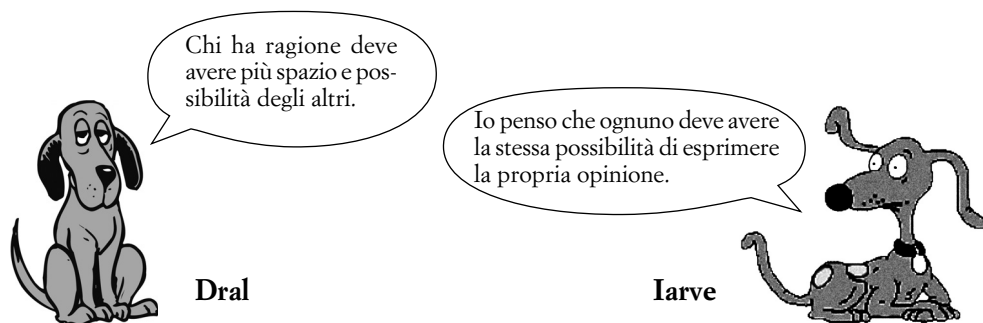 Chi ha ragione deve
avere più spazio e pos-
sibilità degli altri.
Io penso che ognuno deve avere
la stessa possibilità di esprimere
la propria opinione.
Dral
Iarve